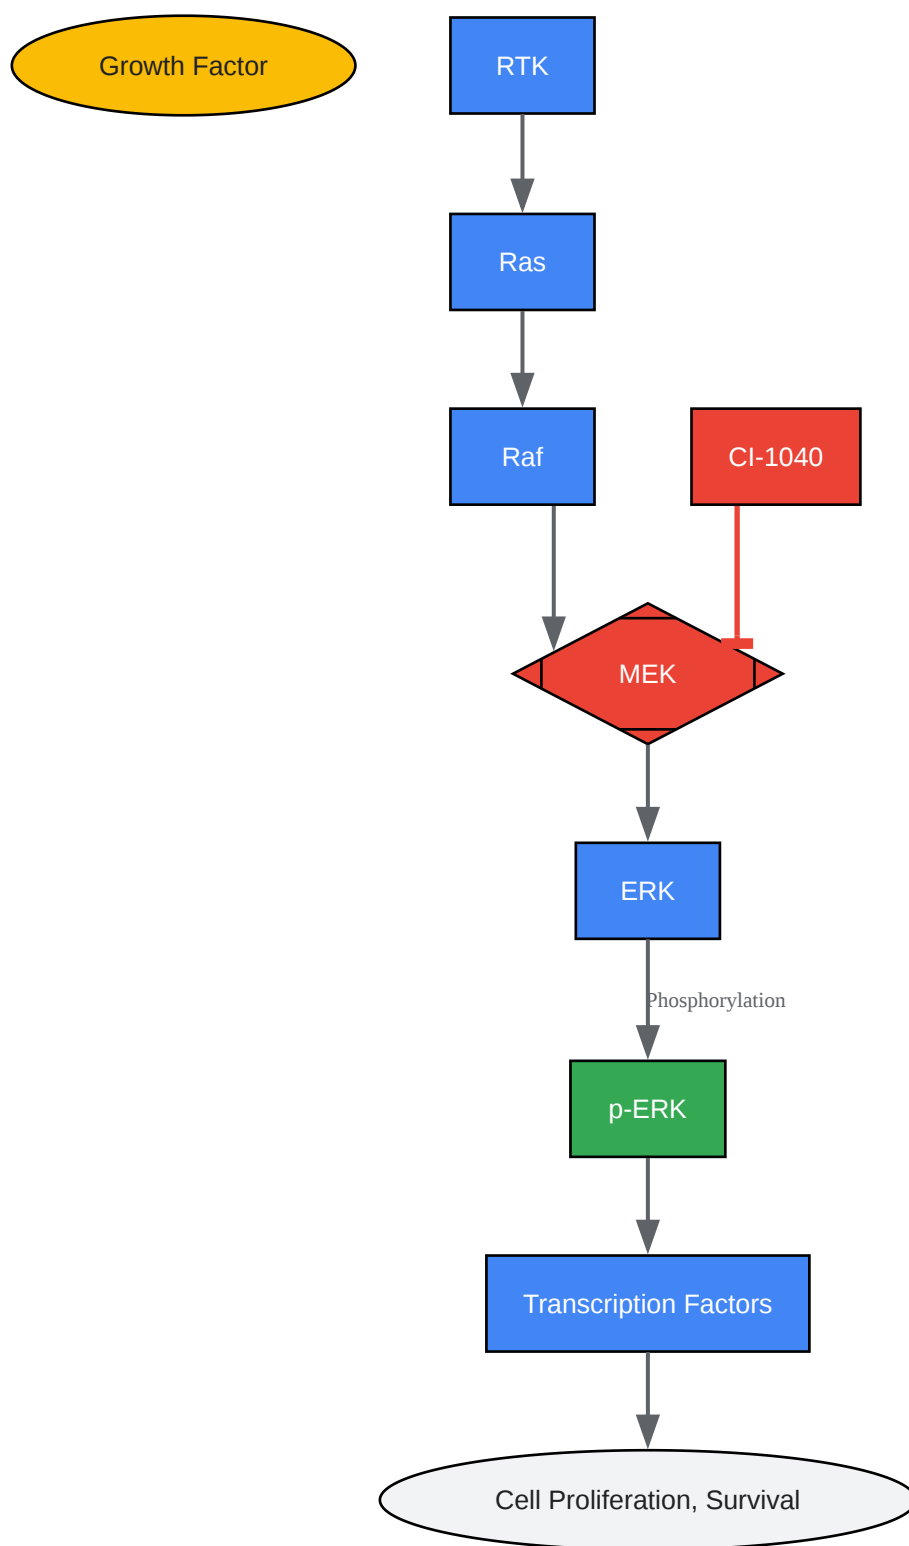 Growth Factor
RTK
Ras
Raf
CI-1040
MEK
ERK
Phosphorylation
p-ERK
Transcription Factors
Cell Proliferation, Survival